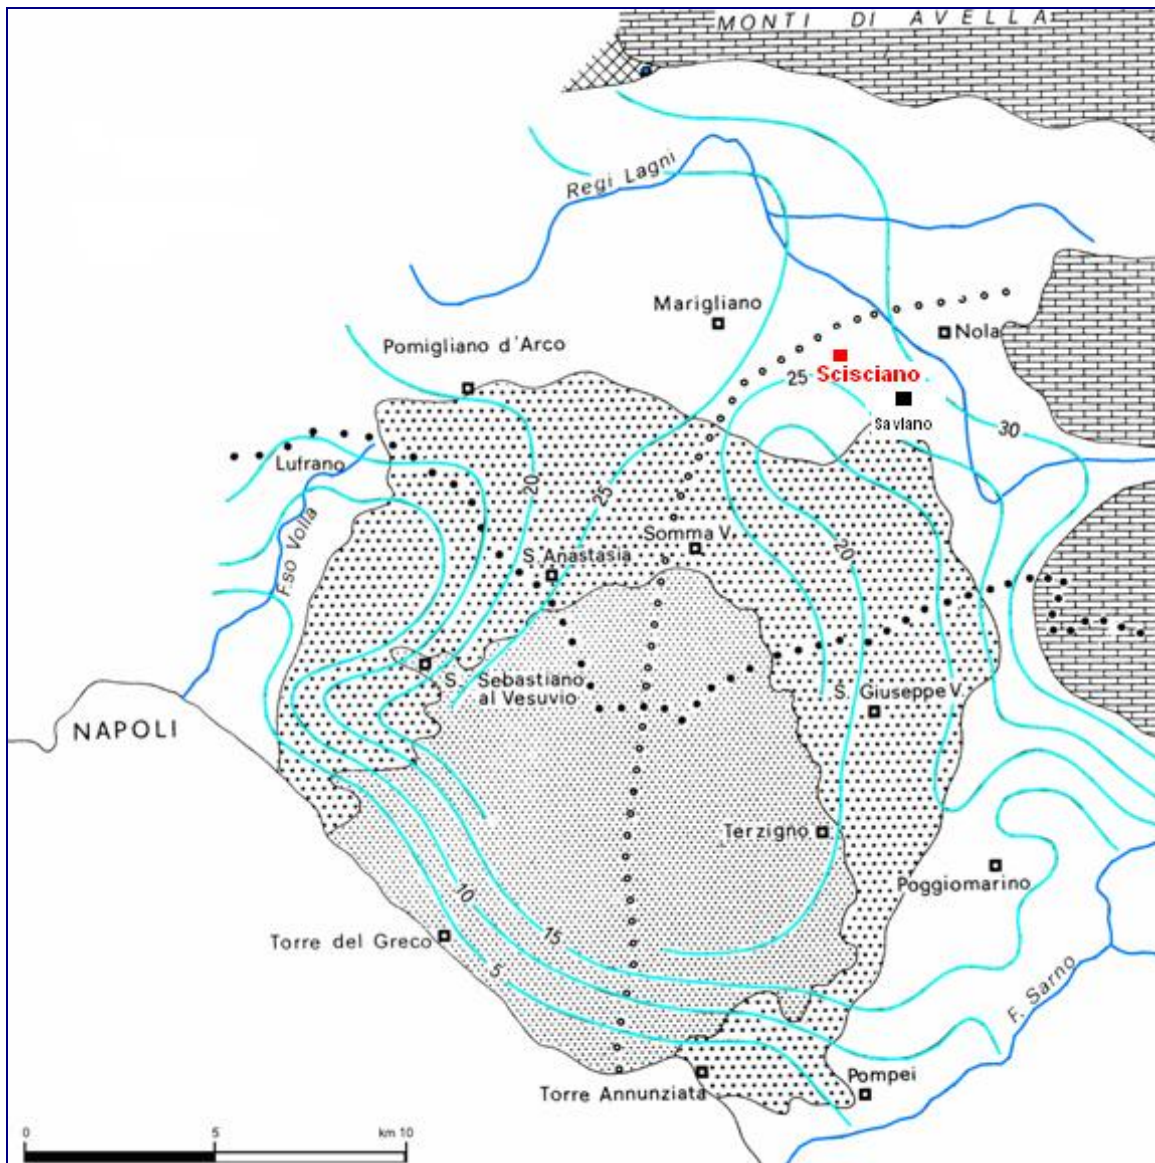 MONTI DI AVELLA
Regi Lagni
Marigliano
Nola
Pomigliano d'Arco
Scisciano
25
Saviano
30
Lufrano
20
25
F.so Volla
Somma V.
20
S. Anastasia
S. Sebastiano
al Vesuvio
S. Giuseppe V.
NAPOLI
Terzigno
Poggiomarino
10
15
Torre del Greco
5
F. Sarno
Pompei
Torre Annunziata
0 5 km 10